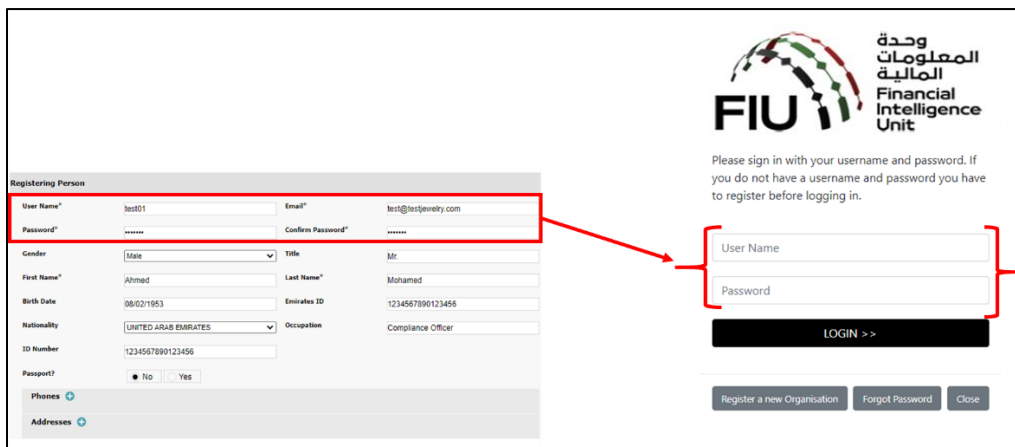 Registering Person
User Name* test01 Email* test@testjewelry.com
Password* ••••••• Confirm Password* •••••••
Gender Male Title Mr.
First Name* Ahmed Last Name* Mohamed
Birth Date 08/02/1953 Emirates ID 1234567890123456
Nationality UNITED ARAB EMIRATES Occupation Compliance Officer
ID Number 1234567890123456
Passport? No Yes
Phones
Addresses
وحدة
المعلومات
المالية
FIU
Financial
Intelligence
Unit
Please sign in with your username and password. If
you do not have a username and password you have
to register before logging in.
User Name
Password
LOGIN >>
Register a new Organisation Forgot Password Close